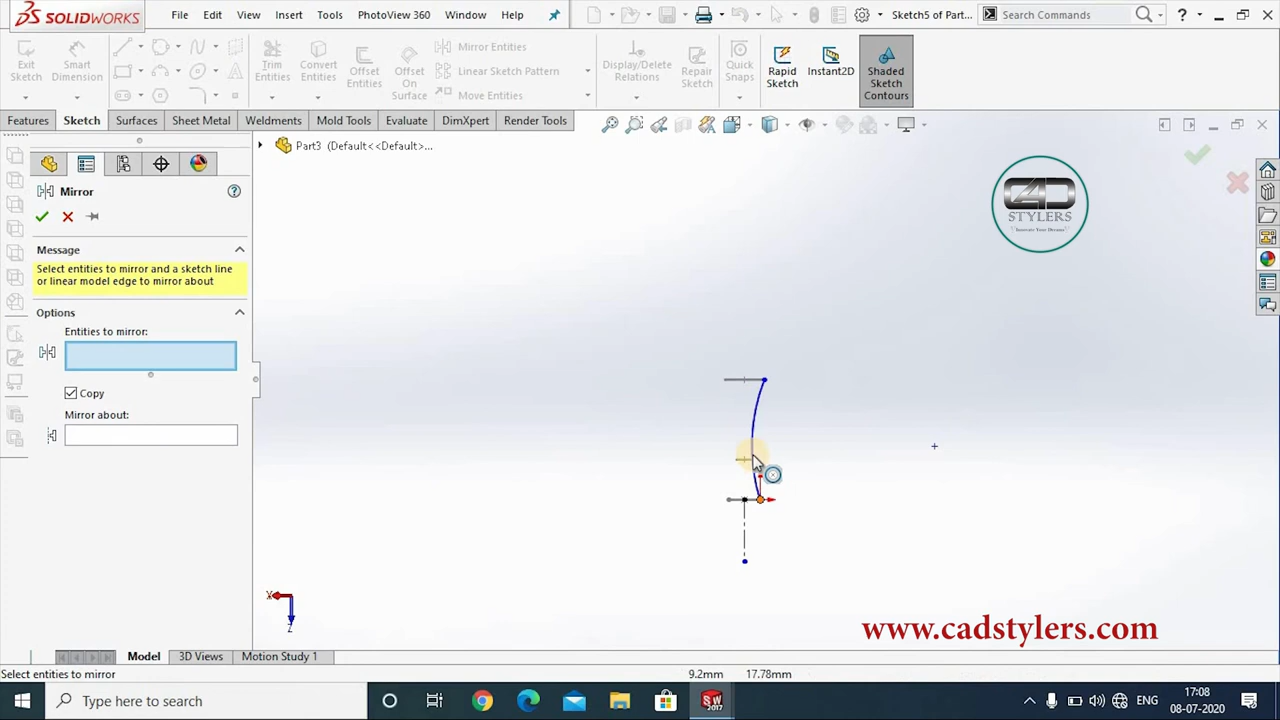 SOLIDWORKS File Edit View Insert Tools PhotoView 360 Window Help Sketch5 of Part... Search Commands ?
Exit Sketch Smart Dimension Trim Entities Convert Entities Offset Entities Offset On Surface Mirror Entities Linear Sketch Pattern Move Entities Display/Delete Relations Repair Sketch Quick Snaps Rapid Sketch Instant2D Shaded Sketch Contours
Features Sketch Surfaces Sheet Metal Weldments Mold Tools Evaluate DimXpert Render Tools
Part3 (Default<<Default>...
Mirror ?
Message
Select entities to mirror and a sketch line
or linear model edge to mirror about
Options
Entities to mirror:
Copy
Mirror about:
CAD
STYLERS
"Innovate Your Dreams"
X
Z
www.cadstylers.com
Model 3D Views Motion Study 1
Select entities to mirror 9.2mm 17.78mm
Type here to search SW 2017 ENG 17:08
08-07-2020